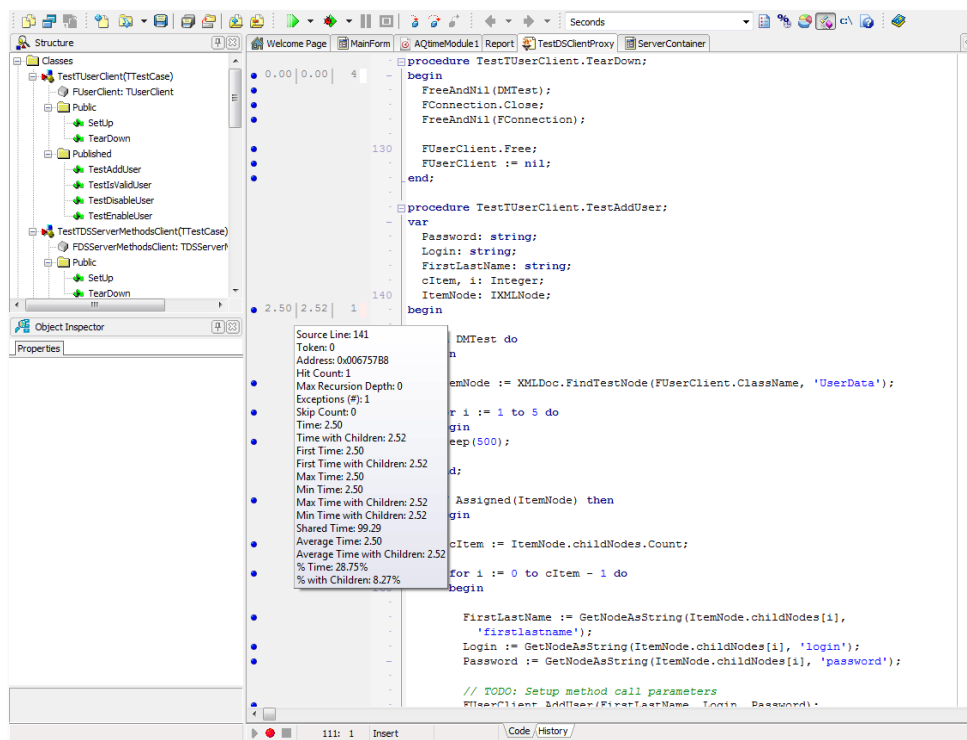 Seconds
Structure
Welcome Page MainForm AQtimeModule1 Report TestDSClientProxy ServerContainer
Classes
TestTUserClient(TTestCase)
FUserClient: TUserClient
Public
SetUp
TearDown
Published
TestAddUser
TestIsValidUser
TestDisableUser
TestEnableUser
TestTDSServerMethodsClient(TTestCase)
FDSServerMethodsClient: TDSServerM
Public
SetUp
TearDown
Object Inspector
Properties
procedure TestTUserClient.TearDown;
0.00 0.00 4 begin
FreeAndNil(DMTest);
FConnection.Close;
FreeAndNil(FConnection);
130 FUserClient.Free;
FUserClient := nil;
end;
procedure TestTUserClient.TestAddUser;
var
Password: string;
Login: string;
FirstLastName: string;
cItem, i: Integer;
140 ItemNode: IXMLNode;
2.50 2.52 1 begin
DMTest do
n
emNode := XMLDoc.FindTestNode(FUserClient.ClassName, 'UserData');
r i := 1 to 5 do
gin
eep(500);
d;
Assigned(ItemNode) then
gin
cItem := ItemNode.childNodes.Count;
for i := 0 to cItem - 1 do
begin
FirstLastName := GetNodeAsString(ItemNode.childNodes[i],
'firstlastname');
Login := GetNodeAsString(ItemNode.childNodes[i], 'login');
Password := GetNodeAsString(ItemNode.childNodes[i], 'password');
// TODO: Setup method call parameters
FUserClient.AddUser(FirstLastName, Login, Password);
Source Line: 141
Token: 0
Address: 0x006757B8
Hit Count: 1
Max Recursion Depth: 0
Exceptions (#): 1
Skip Count: 0
Time: 2.50
Time with Children: 2.52
First Time: 2.50
First Time with Children: 2.52
Max Time: 2.50
Min Time: 2.50
Max Time with Children: 2.52
Min Time with Children: 2.52
Shared Time: 99.29
Average Time: 2.50
Average Time with Children: 2.52
% Time: 28.75%
% with Children: 8.27%
111: 1 Insert Code History